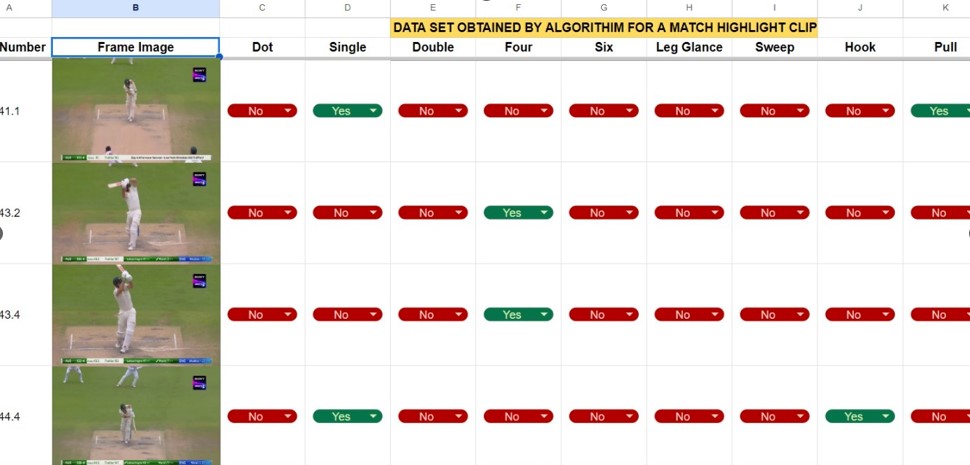 A B C D E F G H I J K
DATA SET OBTAINED BY ALGORITHIM FOR A MATCH HIGHLIGHT CLIP
Number Frame Image Dot Single Double Four Six Leg Glance Sweep Hook Pull
41.1 No Yes No No No No No No Yes
43.2 No No No Yes No No No No No
43.4 No No No Yes No No No No No
44.4 No Yes No No No No No Yes No